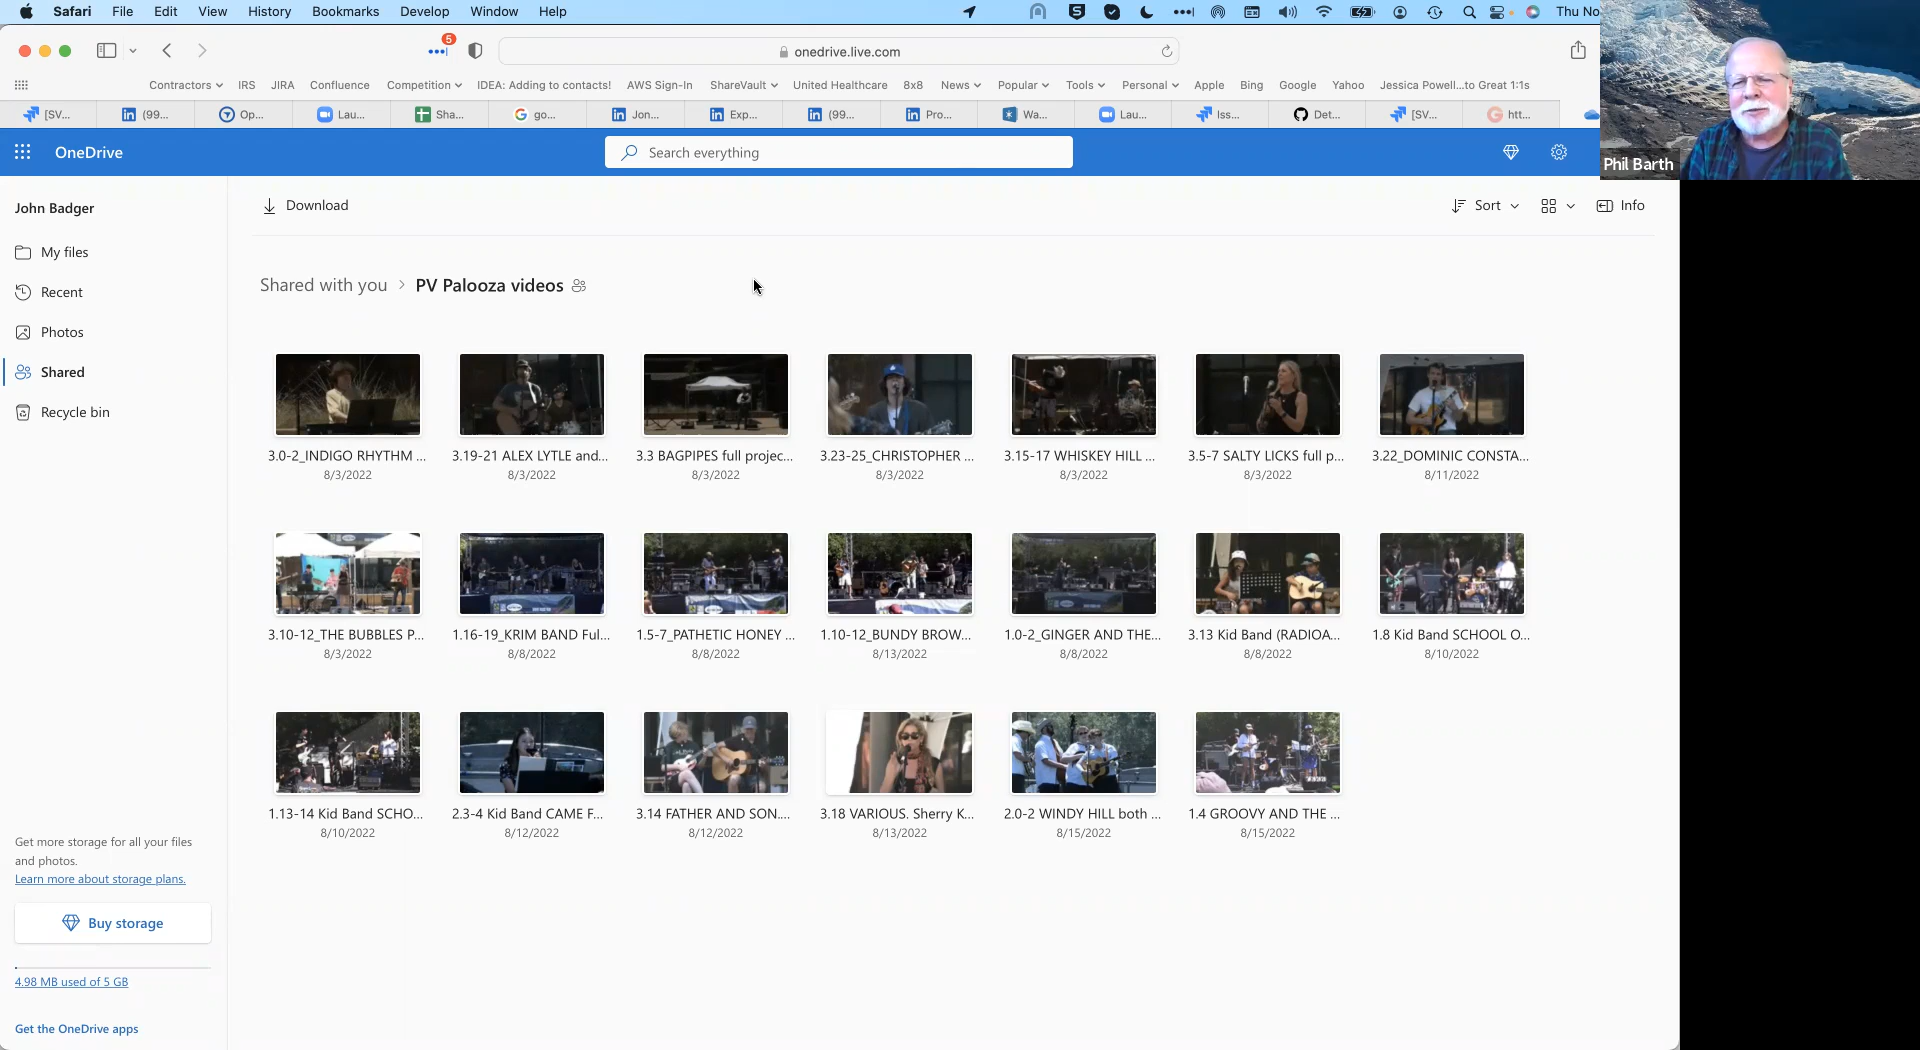 Safari File Edit View History Bookmarks Develop Window Help Thu No
5
onedrive.live.com
Contractors IRS JIRA Confluence Competition IDEA: Adding to contacts! AWS Sign-In ShareVault United Healthcare 8x8 News Popular Tools Personal Apple Bing Google Yahoo Jessica Powell...to Great 1:1s
[SV... (99... Op... Lau... Sha... go... Jon... Exp... (99... Pro... Wa... Lau... Iss... Det... [SV... htt...
OneDrive
Search everything
Phil Barth
John Badger
My files
Recent
Photos
Shared
Recycle bin
Get more storage for all your files
and photos.
Learn more about storage plans.
Buy storage
4.98 MB used of 5 GB
Get the OneDrive apps
Download Sort Info
Shared with you > PV Palooza videos
3.0-2_INDIGO RHYTHM ... 3.19-21 ALEX LYTLE and... 3.3 BAGPIPES full projec... 3.23-25_CHRISTOPHER ... 3.15-17 WHISKEY HILL ... 3.5-7 SALTY LICKS full p... 3.22_DOMINIC CONSTA...
8/3/2022 8/3/2022 8/3/2022 8/3/2022 8/3/2022 8/3/2022 8/11/2022
3.10-12_THE BUBBLES P... 1.16-19_KRIM BAND Ful... 1.5-7_PATHETIC HONEY ... 1.10-12_BUNDY BROW... 1.0-2_GINGER AND THE... 3.13 Kid Band (RADIOA... 1.8 Kid Band SCHOOL O...
8/3/2022 8/8/2022 8/8/2022 8/13/2022 8/8/2022 8/8/2022 8/10/2022
1.13-14 Kid Band SCHO... 2.3-4 Kid Band CAME F... 3.14 FATHER AND SON.... 3.18 VARIOUS. Sherry K... 2.0-2 WINDY HILL both ... 1.4 GROOVY AND THE ...
8/10/2022 8/12/2022 8/12/2022 8/13/2022 8/15/2022 8/15/2022